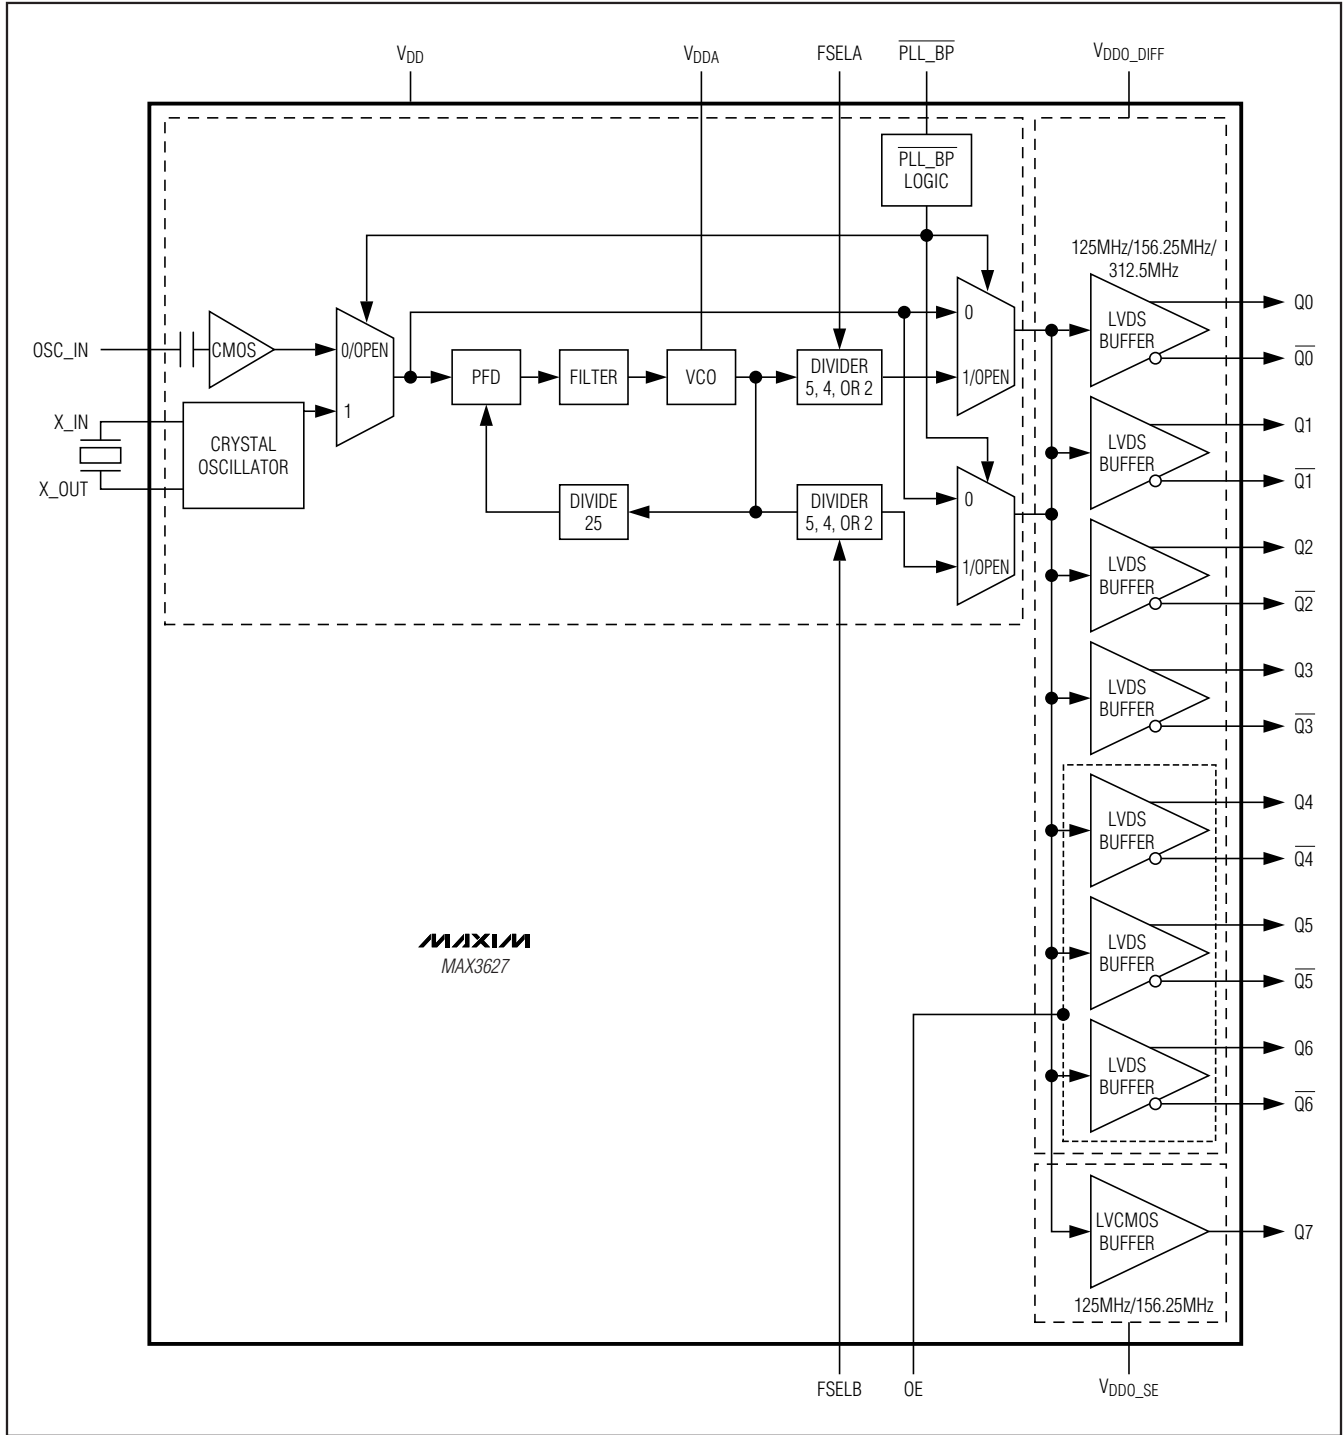 VDD
VDDA
FSELA
PLL_BP
VDDO_DIFF
PLL_BP
LOGIC
125MHz/156.25MHz/
312.5MHz
OSC_IN
CMOS
0/OPEN
1
X_IN
X_OUT
CRYSTAL
OSCILLATOR
PFD
FILTER
VCO
DIVIDER
5, 4, OR 2
0
1/OPEN
DIVIDE
25
DIVIDER
5, 4, OR 2
0
1/OPEN
LVDS
BUFFER
Q0
Q0
LVDS
BUFFER
Q1
Q1
LVDS
BUFFER
Q2
Q2
LVDS
BUFFER
Q3
Q3
LVDS
BUFFER
Q4
Q4
LVDS
BUFFER
Q5
Q5
LVDS
BUFFER
Q6
Q6
MAXIM
MAX3627
LVCMOS
BUFFER
Q7
125MHz/156.25MHz
FSELB
OE
VDDO_SE